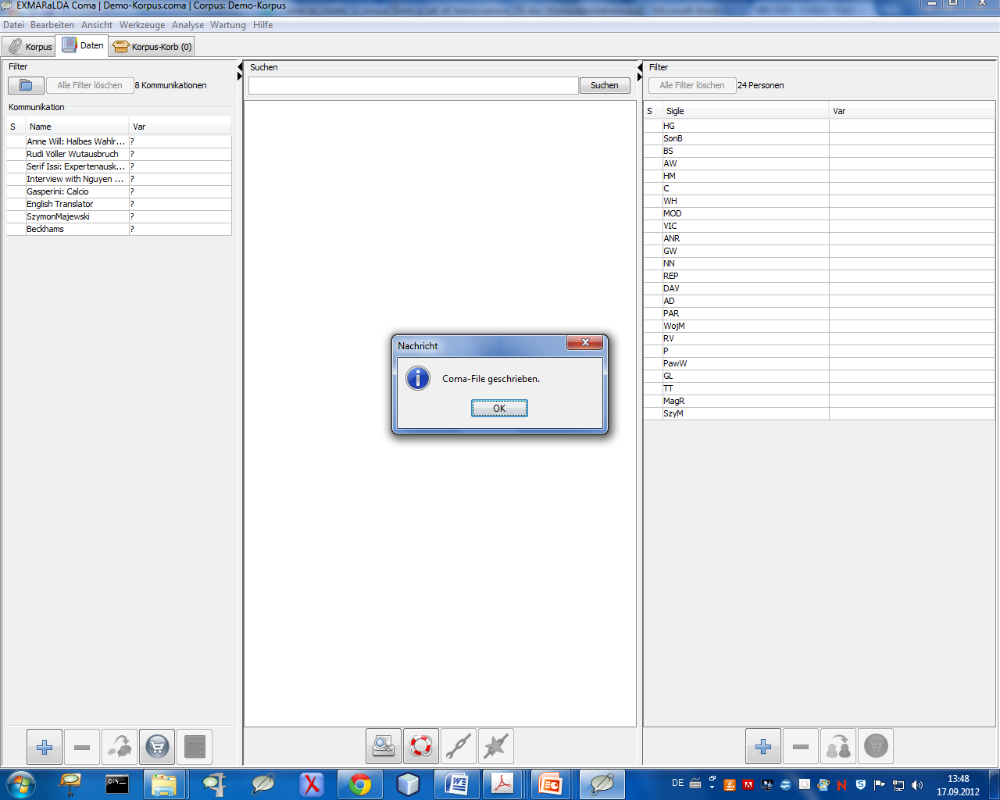 EXMARaLDA Coma | Demo-Korpus.coma | Corpus: Demo-Korpus
Datei Bearbeiten Ansicht Werkzeuge Analyse Wartung Hilfe
Korpus Daten Korpus-Korb (0)
Filter
Alle Filter löschen 8 Kommunikationen
Kommunikation
S Name Var
Anne Will: Halbes Wahlr... ?
Rudi Völler Wutausbruch ?
Serif Issi: Expertenausk... ?
Interview with Nguyen ... ?
Gasperini: Calcio ?
English Translator ?
SzymonMajewski ?
Beckhams ?
Suchen
Suchen
Nachricht
Coma-File geschrieben.
OK
Filter
Alle Filter löschen 24 Personen
S Sigle Var
HG
SonB
BS
AW
HM
C
WH
MOD
VIC
ANR
GW
NN
REP
DAV
AD
PAR
WojM
RV
P
PawW
GL
TT
MagR
SzyM
C:\
DE
13:48
17.09.2012